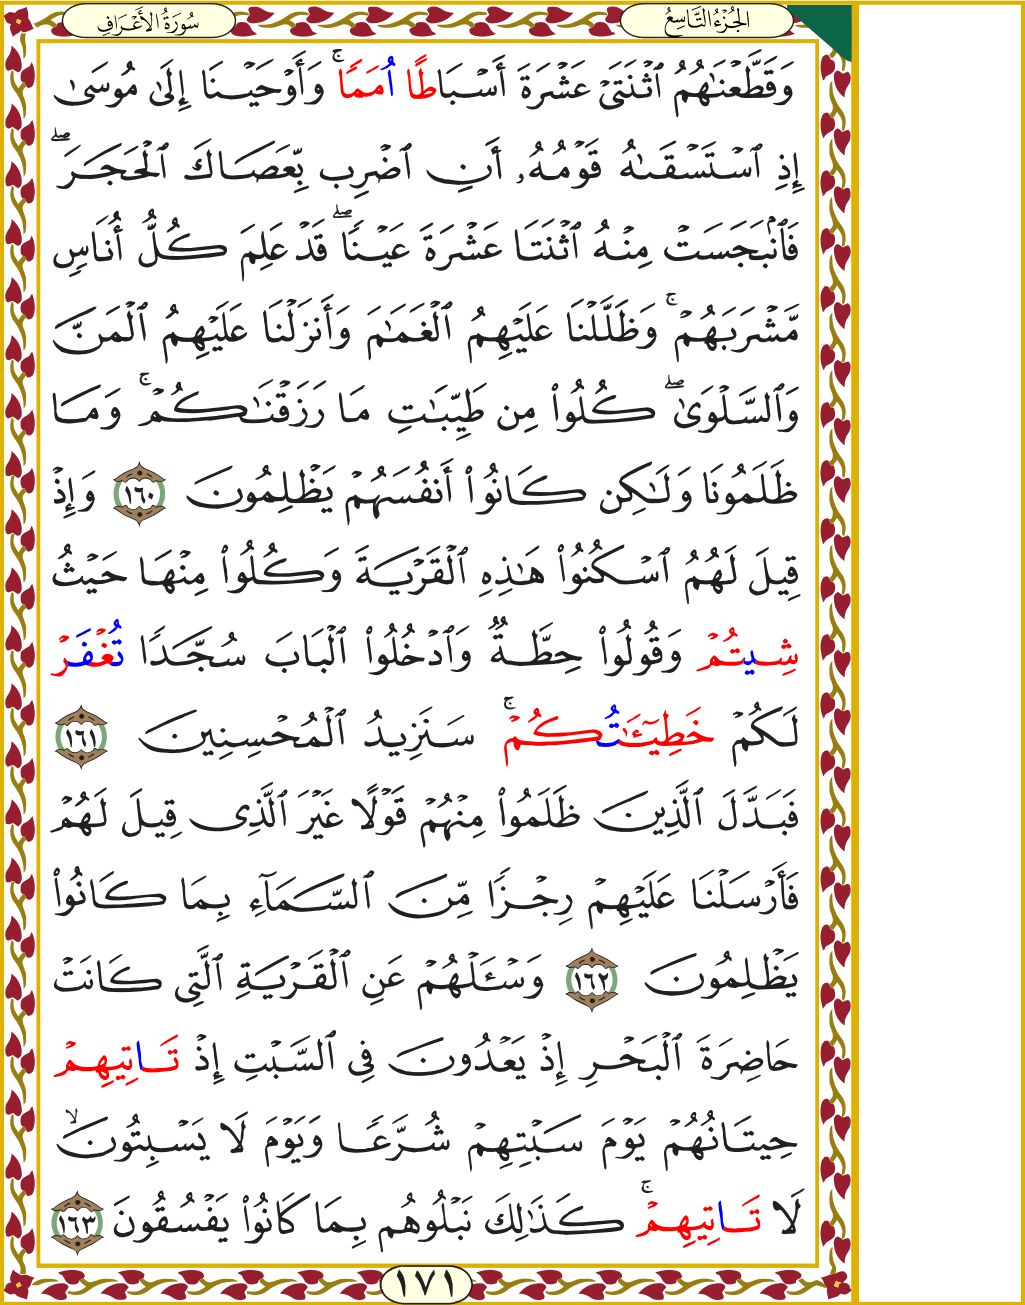 الجُزْءُ التَّاسِعُ
سُورَةُ الأَعْرَافِ
وَقَطَّعْنَٰهُمُ ٱثْنَتَىْ عَشْرَةَ أَسْبَاطًا اُمَمًاۚ وَأَوْحَيْنَا إِلَىٰ مُوسَىٰ
إِذِ ٱسْتَسْقَىٰهُ قَوْمُهُۥ أَنِ ٱضْرِب بِّعَصَاكَ ٱلْحَجَرَۖ
فَٱنۢبَجَسَتْ مِنْهُ ٱثْنَتَا عَشْرَةَ عَيْنًاۖ قَدْ عَلِمَ كُلُّ أُنَاسٍ
مَّشْرَبَهُمْۚ وَظَلَّلْنَا عَلَيْهِمُ ٱلْغَمَٰمَ وَأَنزَلْنَا عَلَيْهِمُ ٱلْمَنَّ
وَٱلسَّلْوَىٰۖ كُلُوا۟ مِن طَيِّبَٰتِ مَا رَزَقْنَٰكُمْۚ وَمَا
ظَلَمُونَا وَلَٰكِن كَانُوٓا۟ أَنفُسَهُمْ يَظْلِمُونَ ١٦٠ وَإِذْ
قِيلَ لَهُمُ ٱسْكُنُوا۟ هَٰذِهِ ٱلْقَرْيَةَ وَكُلُوا۟ مِنْهَا حَيْثُ
شِيتُمْ وَقُولُوا۟ حِطَّةٌ وَٱدْخُلُوا۟ ٱلْبَابَ سُجَّدًا تُغْفَرْ
لَكُمْ خَطِيٓـَٰٔتُكُمْۚ سَنَزِيدُ ٱلْمُحْسِنِينَ ١٦١
فَبَدَّلَ ٱلَّذِينَ ظَلَمُوا۟ مِنْهُمْ قَوْلًا غَيْرَ ٱلَّذِى قِيلَ لَهُمْ
فَأَرْسَلْنَا عَلَيْهِمْ رِجْزًا مِّنَ ٱلسَّمَآءِ بِمَا كَانُوا۟
يَظْلِمُونَ ١٦٢ وَسْـَٔلْهُمْ عَنِ ٱلْقَرْيَةِ ٱلَّتِى كَانَتْ
حَاضِرَةَ ٱلْبَحْرِ إِذْ يَعْدُونَ فِى ٱلسَّبْتِ إِذْ تَاتِيهِمْ
حِيتَانُهُمْ يَوْمَ سَبْتِهِمْ شُرَّعًا وَيَوْمَ لَا يَسْبِتُونَۙ
لَا تَاتِيهِمْۚ كَذَٰلِكَ نَبْلُوهُم بِمَا كَانُوا۟ يَفْسُقُونَ ١٦٣
١٧١